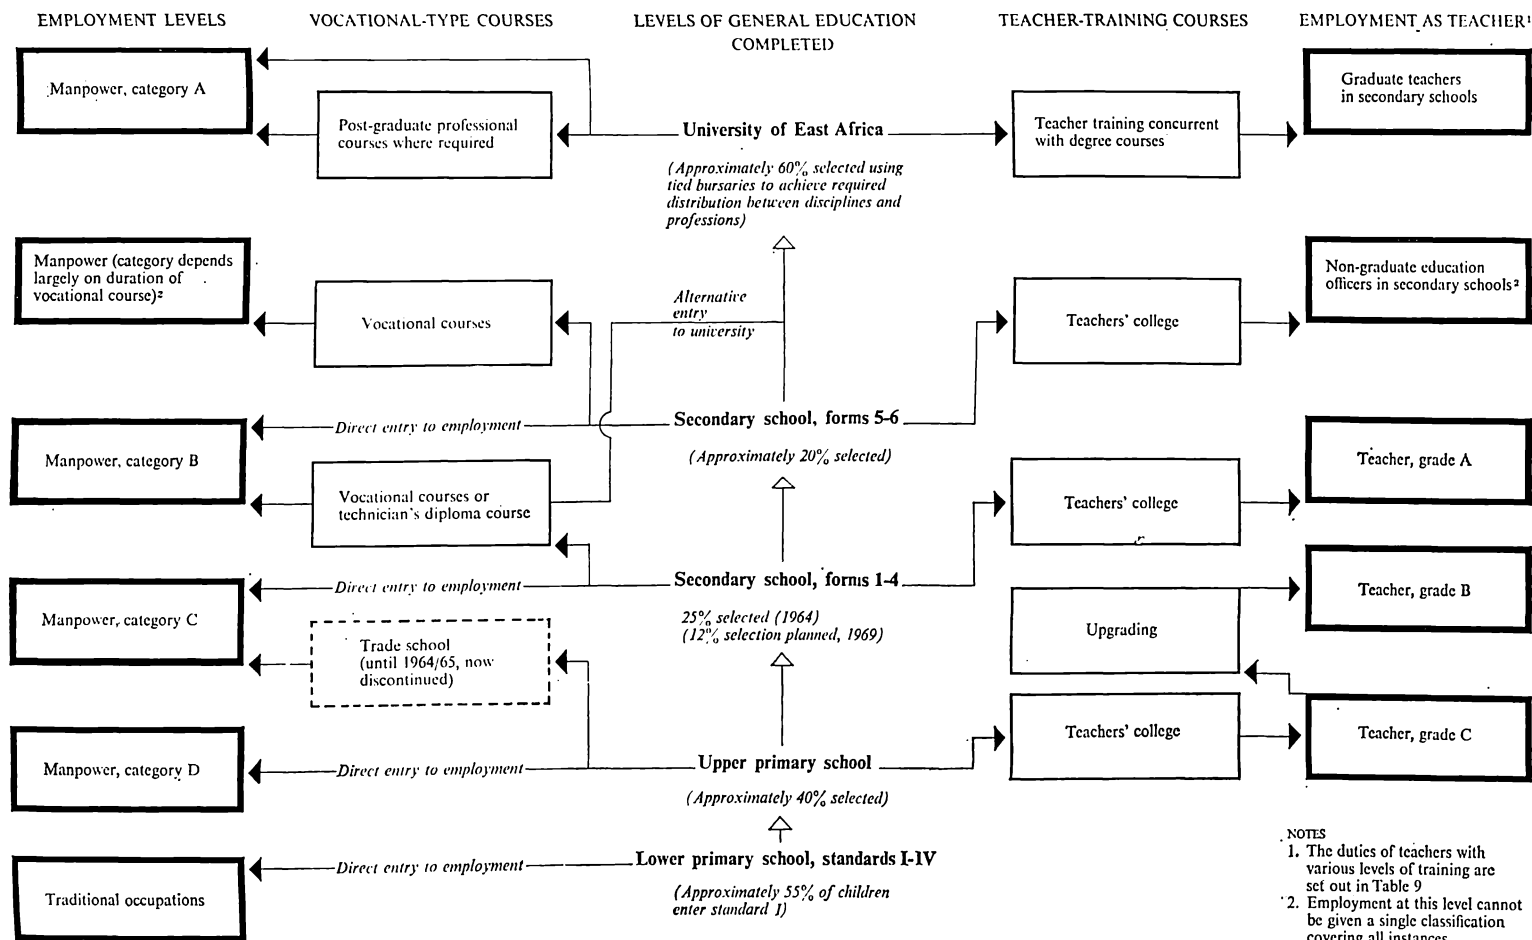 EMPLOYMENT LEVELS
VOCATIONAL-TYPE COURSES
LEVELS OF GENERAL EDUCATION
COMPLETED
TEACHER-TRAINING COURSES
EMPLOYMENT AS TEACHER¹
Manpower, category A
Post-graduate professional
courses where required
University of East Africa
(Approximately 60% selected using
tied bursaries to achieve required
distribution between disciplines and
professions)
Teacher training concurrent
with degree courses
Graduate teachers
in secondary schools
Manpower (category depends
largely on duration of
vocational course)²
Vocational courses
Alternative
entry
to university
Teachers' college
Non-graduate education
officers in secondary schools²
Direct entry to employment
Secondary school, forms 5-6
(Approximately 20% selected)
Manpower, category B
Vocational courses or
technician's diploma course
Teachers' college
Teacher, grade A
Direct entry to employment
Secondary school, forms 1-4
25% selected (1964)
(12% selection planned, 1969)
Manpower, category C
Trade school
(until 1964/65, now
discontinued)
Upgrading
Teacher, grade B
Direct entry to employment
Upper primary school
(Approximately 40% selected)
Manpower, category D
Teachers' college
Teacher, grade C
Direct entry to employment
Lower primary school, standards I-IV
(Approximately 55% of children
enter standard I)
Traditional occupations
NOTES
1. The duties of teachers with
various levels of training are
set out in Table 9
2. Employment at this level cannot
be given a single classification
covering all instances